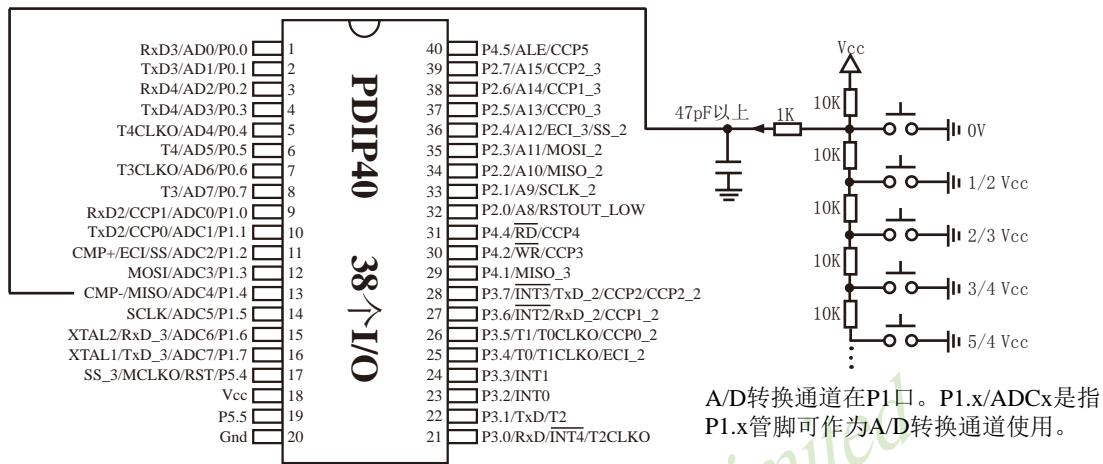 RxD3/AD0/P0.0 1
TxD3/AD1/P0.1 2
RxD4/AD2/P0.2 3
TxD4/AD3/P0.3 4
T4CLKO/AD4/P0.4 5
T4/AD5/P0.5 6
T3CLKO/AD6/P0.6 7
T3/AD7/P0.7 8
RxD2/CCP1/ADC0/P1.0 9
TxD2/CCP0/ADC1/P1.1 10
CMP+/ECI/SS/ADC2/P1.2 11
MOSI/ADC3/P1.3 12
CMP-/MISO/ADC4/P1.4 13
SCLK/ADC5/P1.5 14
XTAL2/RxD_3/ADC6/P1.6 15
XTAL1/TxD_3/ADC7/P1.7 16
SS_3/MCLKO/RST/P5.4 17
Vcc 18
P5.5 19
Gnd 20
PDIP40 38个I/O
40 P4.5/ALE/CCP5
39 P2.7/A15/CCP2_3
38 P2.6/A14/CCP1_3
37 P2.5/A13/CCP0_3
36 P2.4/A12/ECI_3/SS_2
35 P2.3/A11/MOSI_2
34 P2.2/A10/MISO_2
33 P2.1/A9/SCLK_2
32 P2.0/A8/RSTOUT_LOW
31 P4.4/RD/CCP4
30 P4.2/WR/CCP3
29 P4.1/MISO_3
28 P3.7/INT3/TxD_2/CCP2/CCP2_2
27 P3.6/INT2/RxD_2/CCP1_2
26 P3.5/T1/T0CLKO/CCP0_2
25 P3.4/T0/T1CLKO/ECI_2
24 P3.3/INT1
23 P3.2/INT0
22 P3.1/TxD/T2
21 P3.0/RxD/INT4/T2CLKO
47pF以上
1K
Vcc
10K
0V
10K
1/2 Vcc
10K
2/3 Vcc
10K
3/4 Vcc
10K
5/4 Vcc
A/D转换通道在P1口。P1.x/ADCx是指
P1.x管脚可作为A/D转换通道使用。